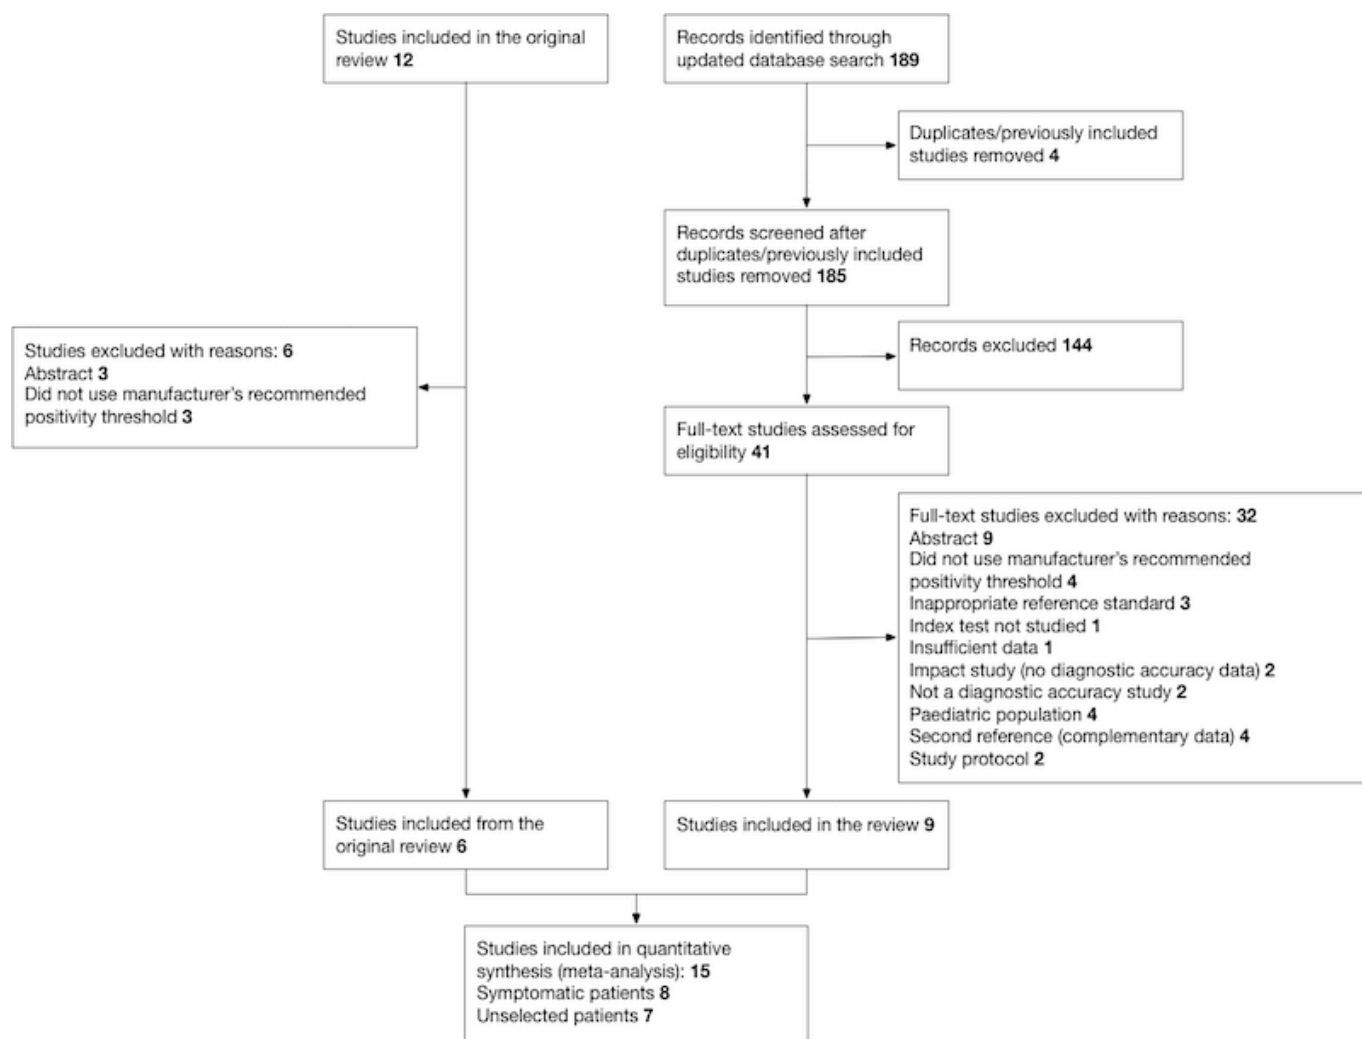 Studies included in the original
review 12
Records identified through
updated database search 189
Duplicates/previously included
studies removed 4
Records screened after
duplicates/previously included
studies removed 185
Studies excluded with reasons: 6
Abstract 3
Did not use manufacturer's recommended
positivity threshold 3
Records excluded 144
Full-text studies assessed for
eligibility 41
Full-text studies excluded with reasons: 32
Abstract 9
Did not use manufacturer's recommended
positivity threshold 4
Inappropriate reference standard 3
Index test not studied 1
Insufficient data 1
Impact study (no diagnostic accuracy data) 2
Not a diagnostic accuracy study 2
Paediatric population 4
Second reference (complementary data) 4
Study protocol 2
Studies included from the
original review 6
Studies included in the review 9
Studies included in quantitative
synthesis (meta-analysis): 15
Symptomatic patients 8
Unselected patients 7